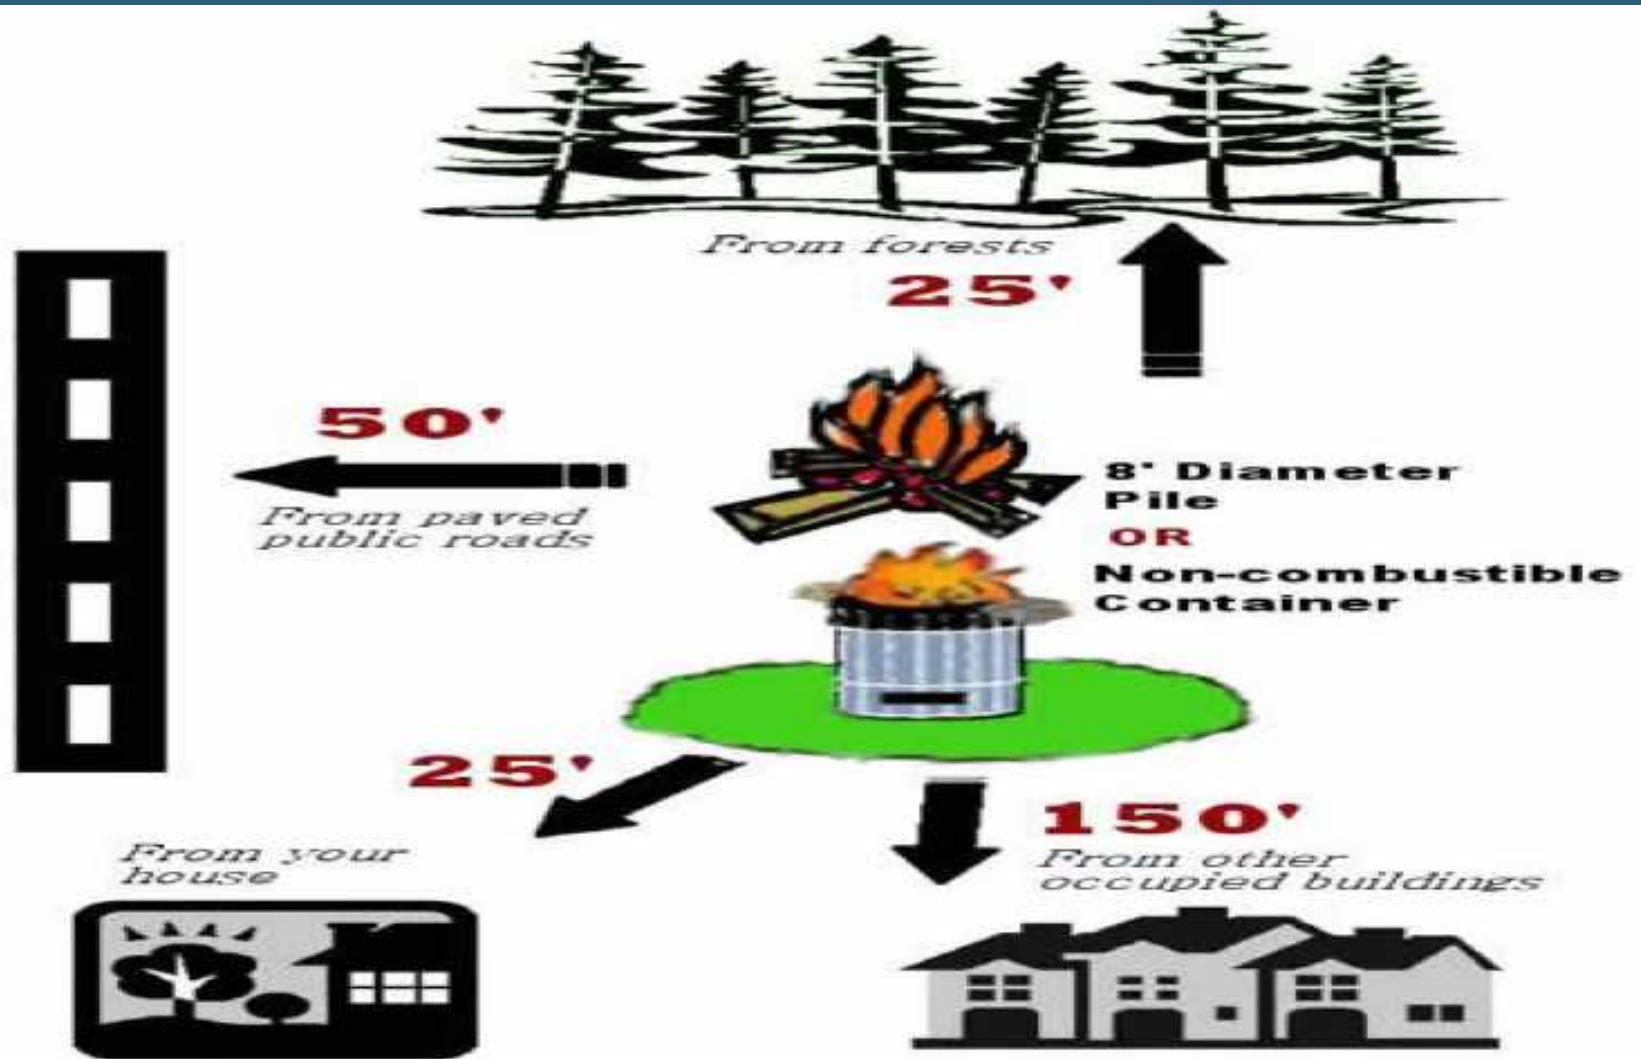 From forests
25'
50'
From paved
public roads
8' Diameter
Pile
OR
Non-combustible
Container
25'
From your
house
150'
From other
occupied buildings